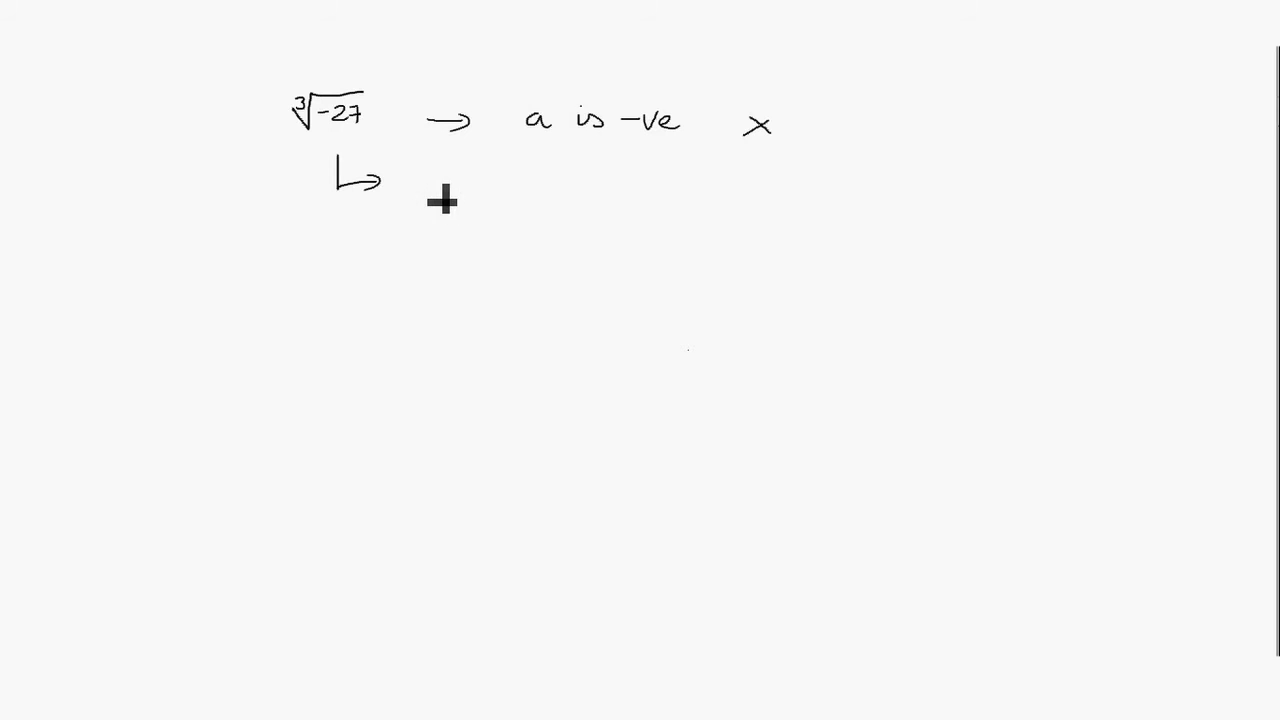 ∛-27 → a is -ve ×
↳